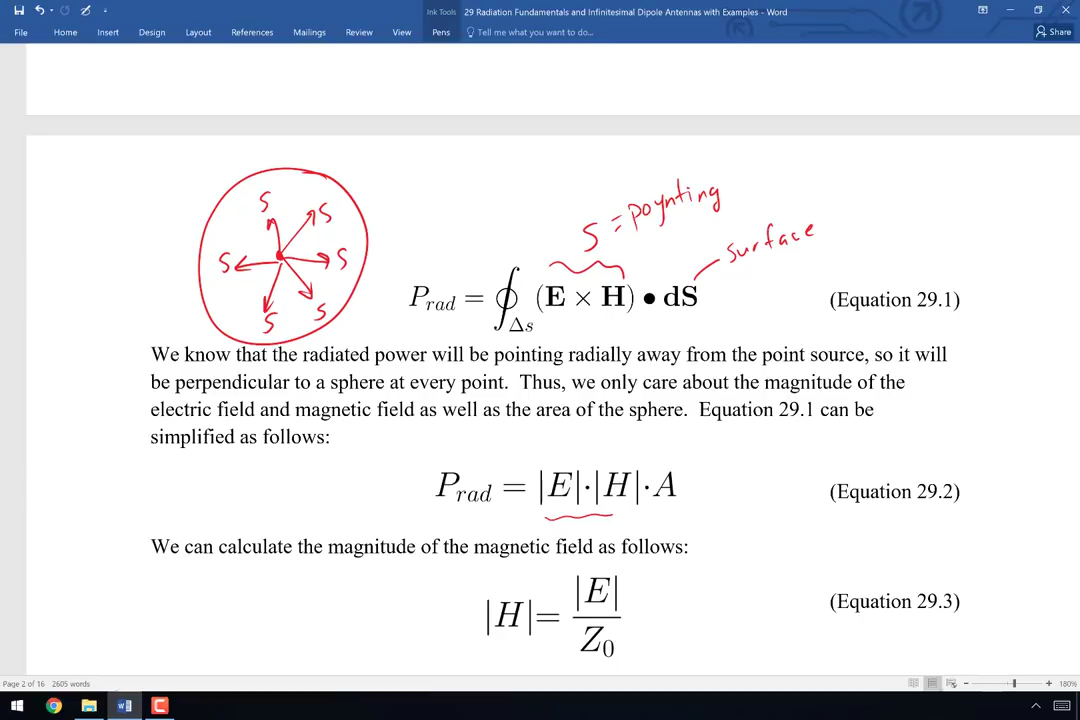 Ink Tools 29 Radiation Fundamentals and Infinitesimal Dipole Antennas with Examples - Word
File Home Insert Design Layout References Mailings Review View Pens Tell me what you want to do... Share
S = poynting
surface
S
S
S
S
S
S
P_rad = ∮_Δs (E × H) • dS (Equation 29.1)
We know that the radiated power will be pointing radially away from the point source, so it will
be perpendicular to a sphere at every point. Thus, we only care about the magnitude of the
electric field and magnetic field as well as the area of the sphere. Equation 29.1 can be
simplified as follows:
P_rad = |E|·|H|·A (Equation 29.2)
We can calculate the magnitude of the magnetic field as follows:
|H|= |E| / Z_0 (Equation 29.3)
Page 2 of 16 2605 words 180%